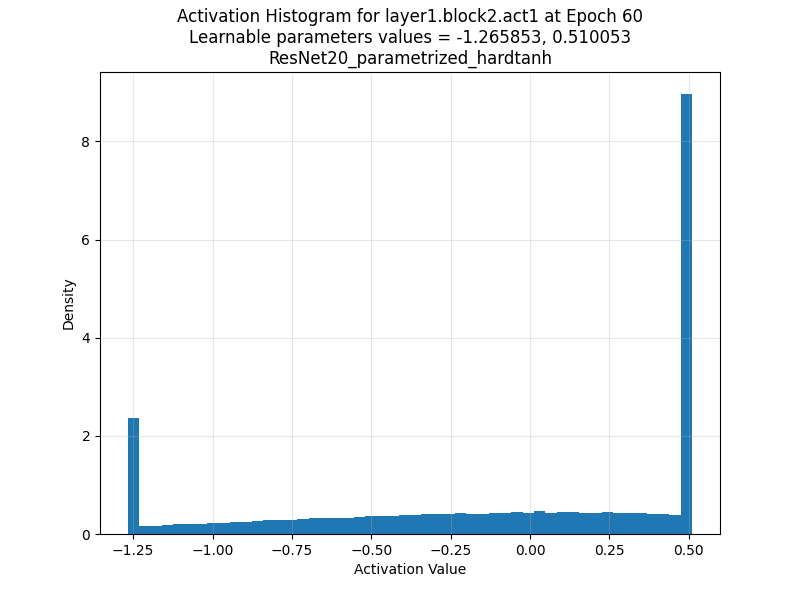 Activation Histogram for layer1.block2.act1 at Epoch 60
Learnable parameters values = -1.265853, 0.510053
ResNet20_parametrized_hardtanh
Density
8
6
4
2
0
−1.25 −1.00 −0.75 −0.50 −0.25 0.00 0.25 0.50
Activation Value